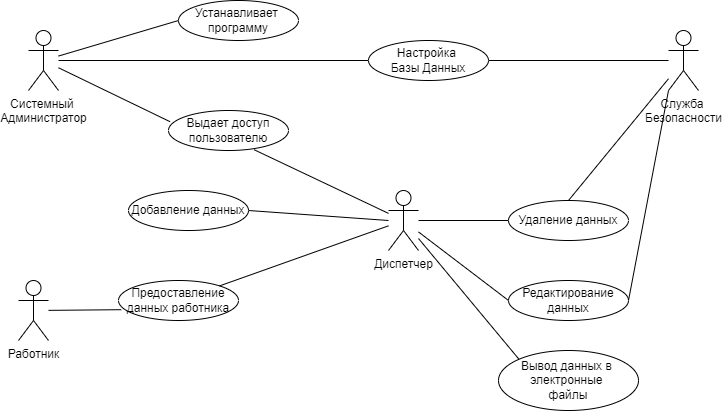 Устанавливает
программу
Настройка
Базы Данных
Системный
Администратор
Служба
Безопасности
Выдает доступ
пользователю
Добавление данных
Удаление данных
Диспетчер
Предоставление
данных работника
Редактирование
данных
Работник
Вывод данных в
электронные
файлы